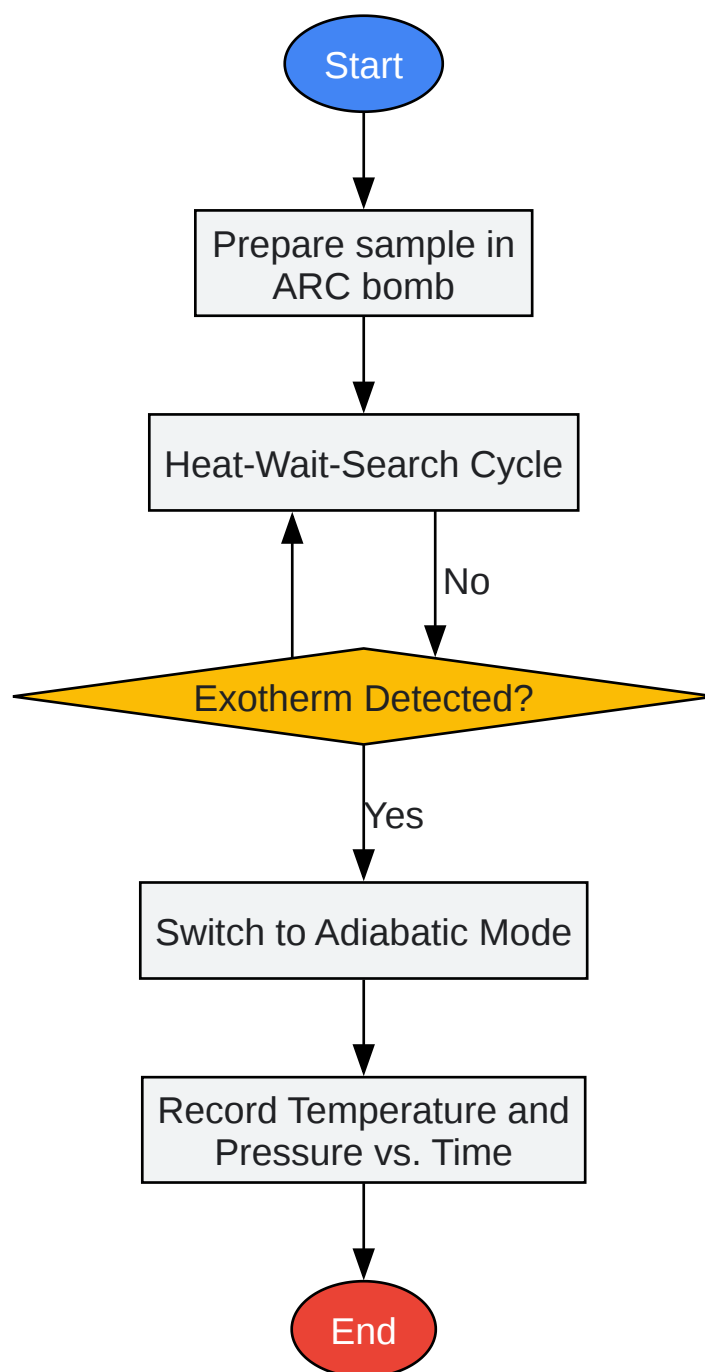 Start
Prepare sample in
ARC bomb
Heat-Wait-Search Cycle
No
Exotherm Detected?
Yes
Switch to Adiabatic Mode
Record Temperature and
Pressure vs. Time
End